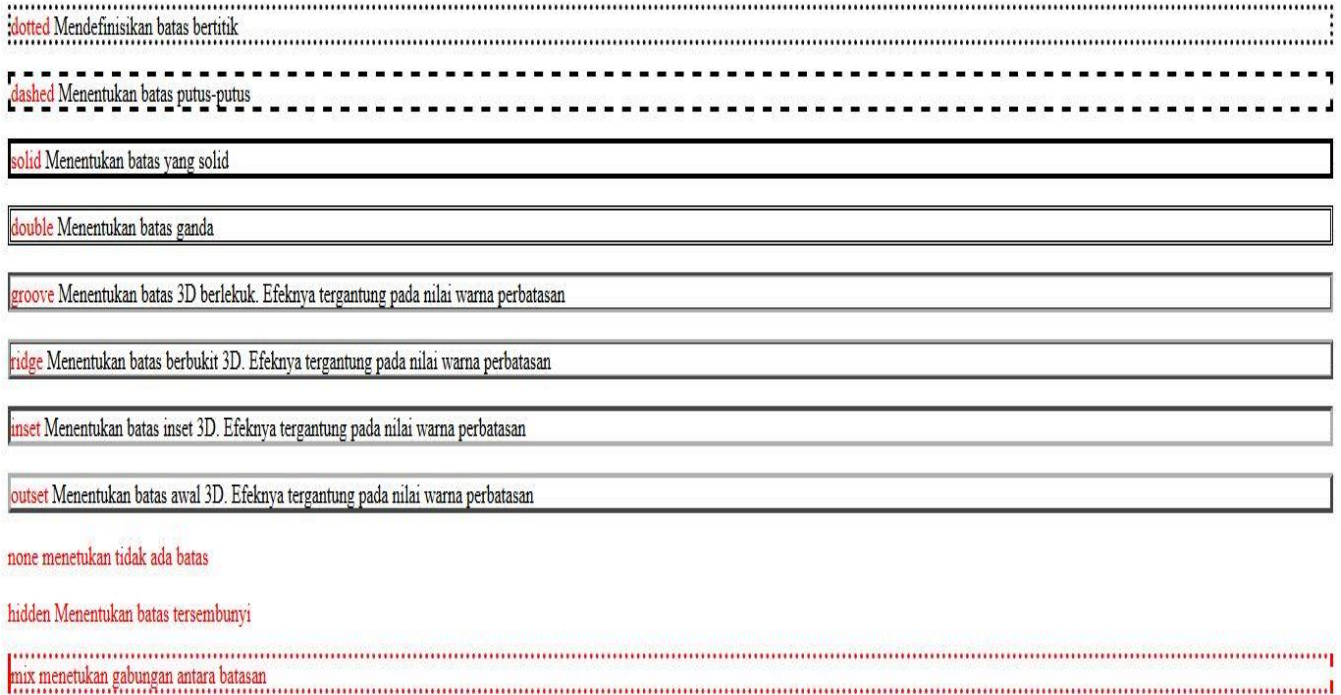 dotted Mendefinisikan batas bertitik
dashed Menentukan batas putus-putus
solid Menentukan batas yang solid
double Menentukan batas ganda
groove Menentukan batas 3D berlekuk. Efeknya tergantung pada nilai warna perbatasan
ridge Menentukan batas berbukit 3D. Efeknya tergantung pada nilai warna perbatasan
inset Menentukan batas inset 3D. Efeknya tergantung pada nilai warna perbatasan
outset Menentukan batas awal 3D. Efeknya tergantung pada nilai warna perbatasan
none menetukan tidak ada batas
hidden Menentukan batas tersembunyi
mix menetukan gabungan antara batasan